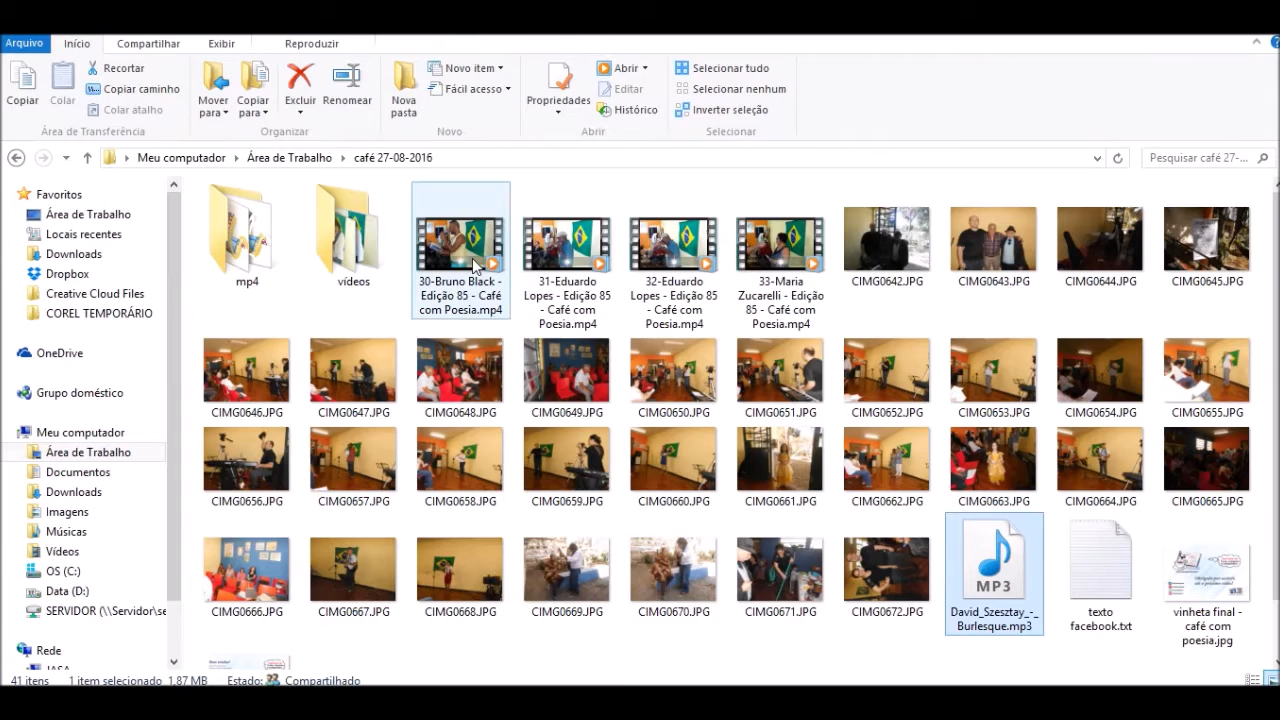 Arquivo Início Compartilhar Exibir Reproduzir
Copiar
Colar
Recortar
Copiar caminho
Colar atalho
Área de Transferência
Mover
para
Copiar
para
Excluir
Renomear
Organizar
Nova
pasta
Novo item
Fácil acesso
Novo
Propriedades
Abrir
Editar
Histórico
Abrir
Selecionar tudo
Selecionar nenhum
Inverter seleção
Selecionar
Meu computador Área de Trabalho café 27-08-2016
Pesquisar café 27-...
Favoritos
Área de Trabalho
Locais recentes
Downloads
Dropbox
Creative Cloud Files
COREL TEMPORÁRIO
OneDrive
Grupo doméstico
Meu computador
Área de Trabalho
Documentos
Downloads
Imagens
Músicas
Vídeos
OS (C:)
Data (D:)
SERVIDOR (\\Servidor\se
Rede
mp4
vídeos
30-Bruno Black -
Edição 85 - Café
com Poesia.mp4
31-Eduardo
Lopes - Edição 85
- Café com
Poesia.mp4
32-Eduardo
Lopes - Edição
85 - Café com
Poesia.mp4
33-Maria
Zucarelli - Edição
85 - Café com
Poesia.mp4
CIMG0642.JPG
CIMG0643.JPG
CIMG0644.JPG
CIMG0645.JPG
CIMG0646.JPG
CIMG0647.JPG
CIMG0648.JPG
CIMG0649.JPG
CIMG0650.JPG
CIMG0651.JPG
CIMG0652.JPG
CIMG0653.JPG
CIMG0654.JPG
CIMG0655.JPG
CIMG0656.JPG
CIMG0657.JPG
CIMG0658.JPG
CIMG0659.JPG
CIMG0660.JPG
CIMG0661.JPG
CIMG0662.JPG
CIMG0663.JPG
CIMG0664.JPG
CIMG0665.JPG
CIMG0666.JPG
CIMG0667.JPG
CIMG0668.JPG
CIMG0669.JPG
CIMG0670.JPG
CIMG0671.JPG
CIMG0672.JPG
MP3
David_Szesztay_-_
Burlesque.mp3
texto
facebook.txt
vinheta final -
café com
poesia.jpg
41 itens 1 item selecionado 1,87 MB Estado: Compartilhado